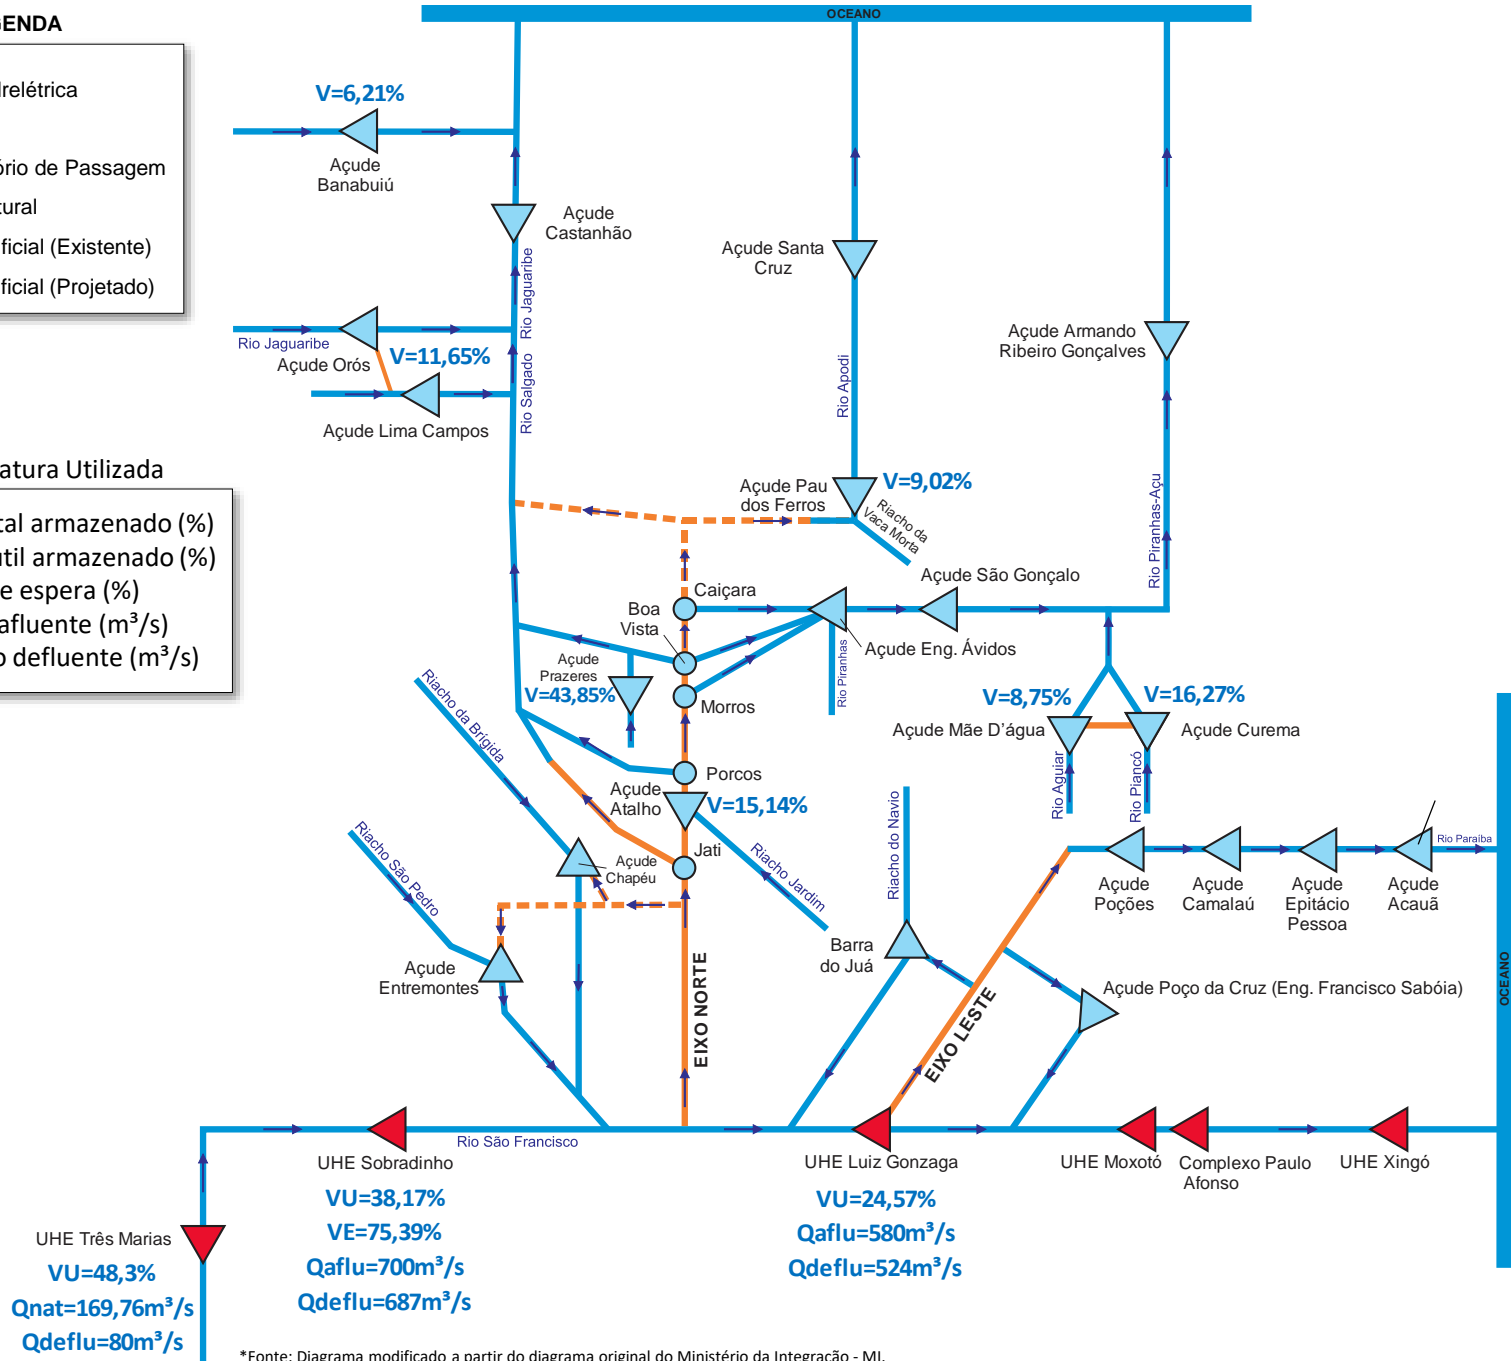 OCEANO
GENDA
drelétrica
ório de Passagem
tural
ficial (Existente)
ficial (Projetado)
V=6,21%
Açude
Banabuiú
Açude
Castanhão
Açude Santa
Cruz
Açude Armando
Ribeiro Gonçalves
Rio Jaguaribe
Rio Jaguaribe
Açude Orós
V=11,65%
Açude Lima Campos
Rio Salgado
Rio Apodi
Rio Piranhas-Açu
atura Utilizada
tal armazenado (%)
útil armazenado (%)
e espera (%)
afluente (m³/s)
o defluente (m³/s)
Açude Pau
dos Ferros
V=9,02%
Riacho da
Vaca Morta
Caiçara
Boa
Vista
Açude São Gonçalo
Açude Eng. Ávidos
Rio Piranhas
Açude
Prazeres
V=43,85%
Morros
Riacho da Brigida
V=8,75%
Açude Mãe D'água
V=16,27%
Açude Curema
Rio Aguiar
Rio Piancó
Porcos
Açude
Atalho
V=15,14%
Jati
Riacho Jardim
Riacho do Navio
Riacho São Pedro
Açude
Chapéu
Rio Paraiba
Açude
Poções
Açude
Camalaú
Açude
Epitácio
Pessoa
Açude
Acauã
Açude
Entremontes
EIXO NORTE
Barra
do Juá
EIXO LESTE
Açude Poço da Cruz (Eng. Francisco Sabóia)
OCEANO
Rio São Francisco
UHE Sobradinho
VU=38,17%
VE=75,39%
Qaflu=700m³/s
Qdeflu=687m³/s
UHE Luiz Gonzaga
VU=24,57%
Qaflu=580m³/s
Qdeflu=524m³/s
UHE Moxotó
Complexo Paulo
Afonso
UHE Xingó
UHE Três Marias
VU=48,3%
Qnat=169,76m³/s
Qdeflu=80m³/s
*Fonte: Diagrama modificado a partir do diagrama original do Ministério da Integração - MI.